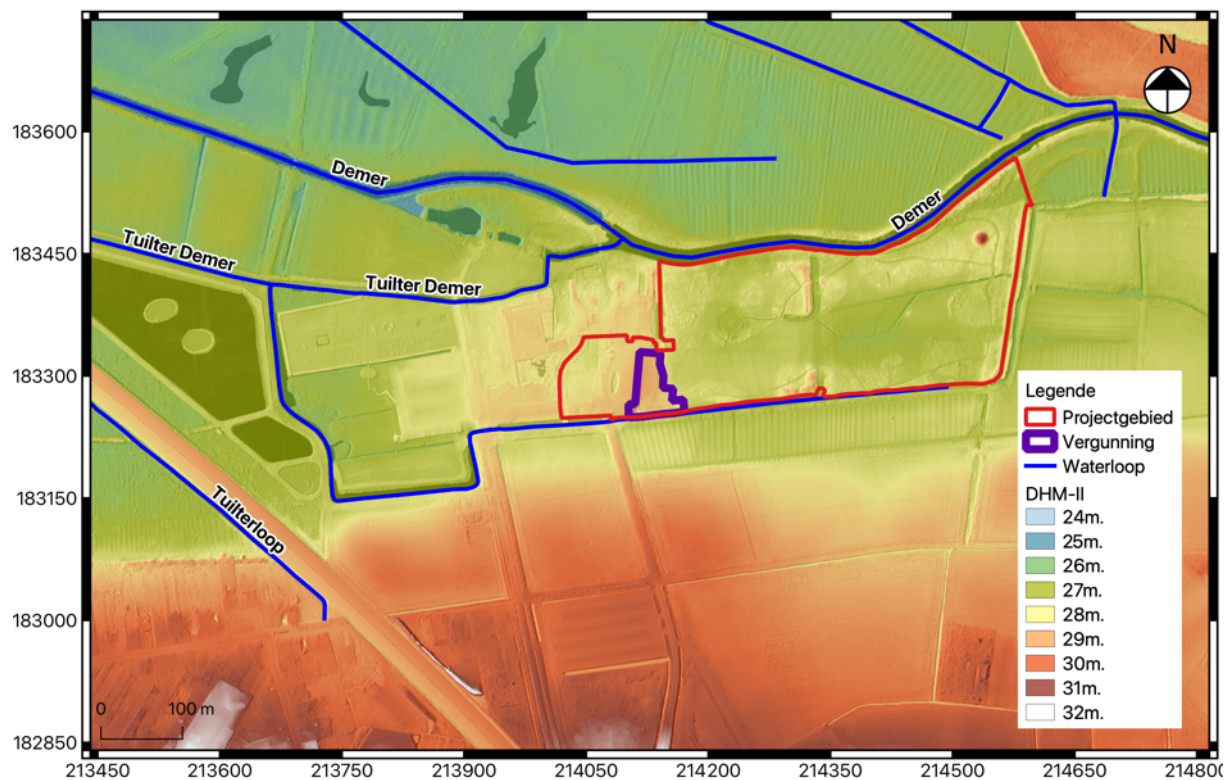 N
183600
183450
183300
183150
183000
182850
Demer
Demer
Tuilter Demer
Tuilter Demer
Tuilterloop
Legende
Projectgebied
Vergunning
Waterloop
DHM-II
24m.
25m.
26m.
27m.
28m.
29m.
30m.
31m.
32m.
0 100 m
213450 213600 213750 213900 214050 214200 214350 214500 214650 214800